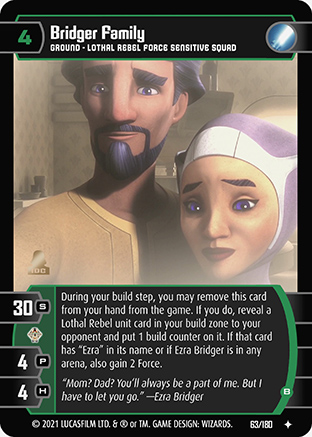 4
Bridger Family
GROUND - LOTHAL REBEL FORCE SENSITIVE SQUAD
30 S
4 P
4 H
During your build step, you may remove this card
from your hand from the game. If you do, reveal a
Lothal Rebel unit card in your build zone to your
opponent and put 1 build counter on it. If that card
has "Ezra" in its name or if Ezra Bridger is in any
arena, also gain 2 Force.
"Mom? Dad? You'll always be a part of me. But I
have to let you go." —Ezra Bridger
B
© 2021 LUCASFILM LTD. & ® or TM. GAME DESIGN: WIZARDS.
63/180